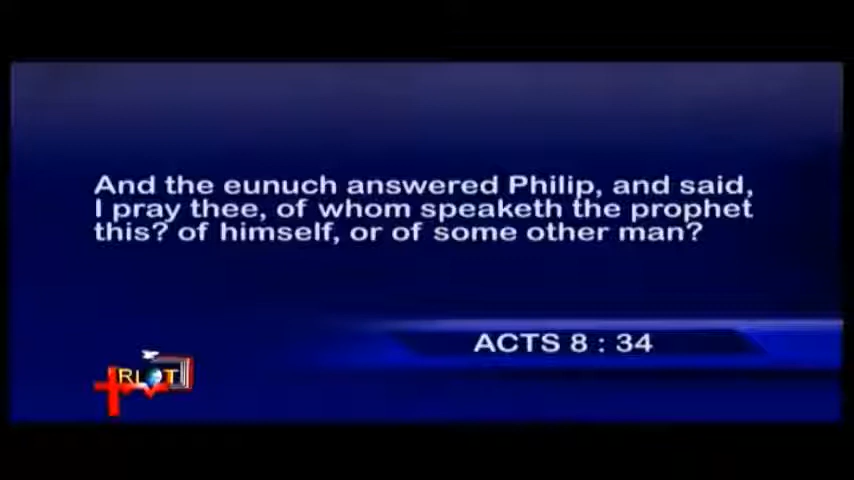 And the eunuch answered Philip, and said,
I pray thee, of whom speaketh the prophet
this? of himself, or of some other man?
ACTS 8 : 34
RLOT